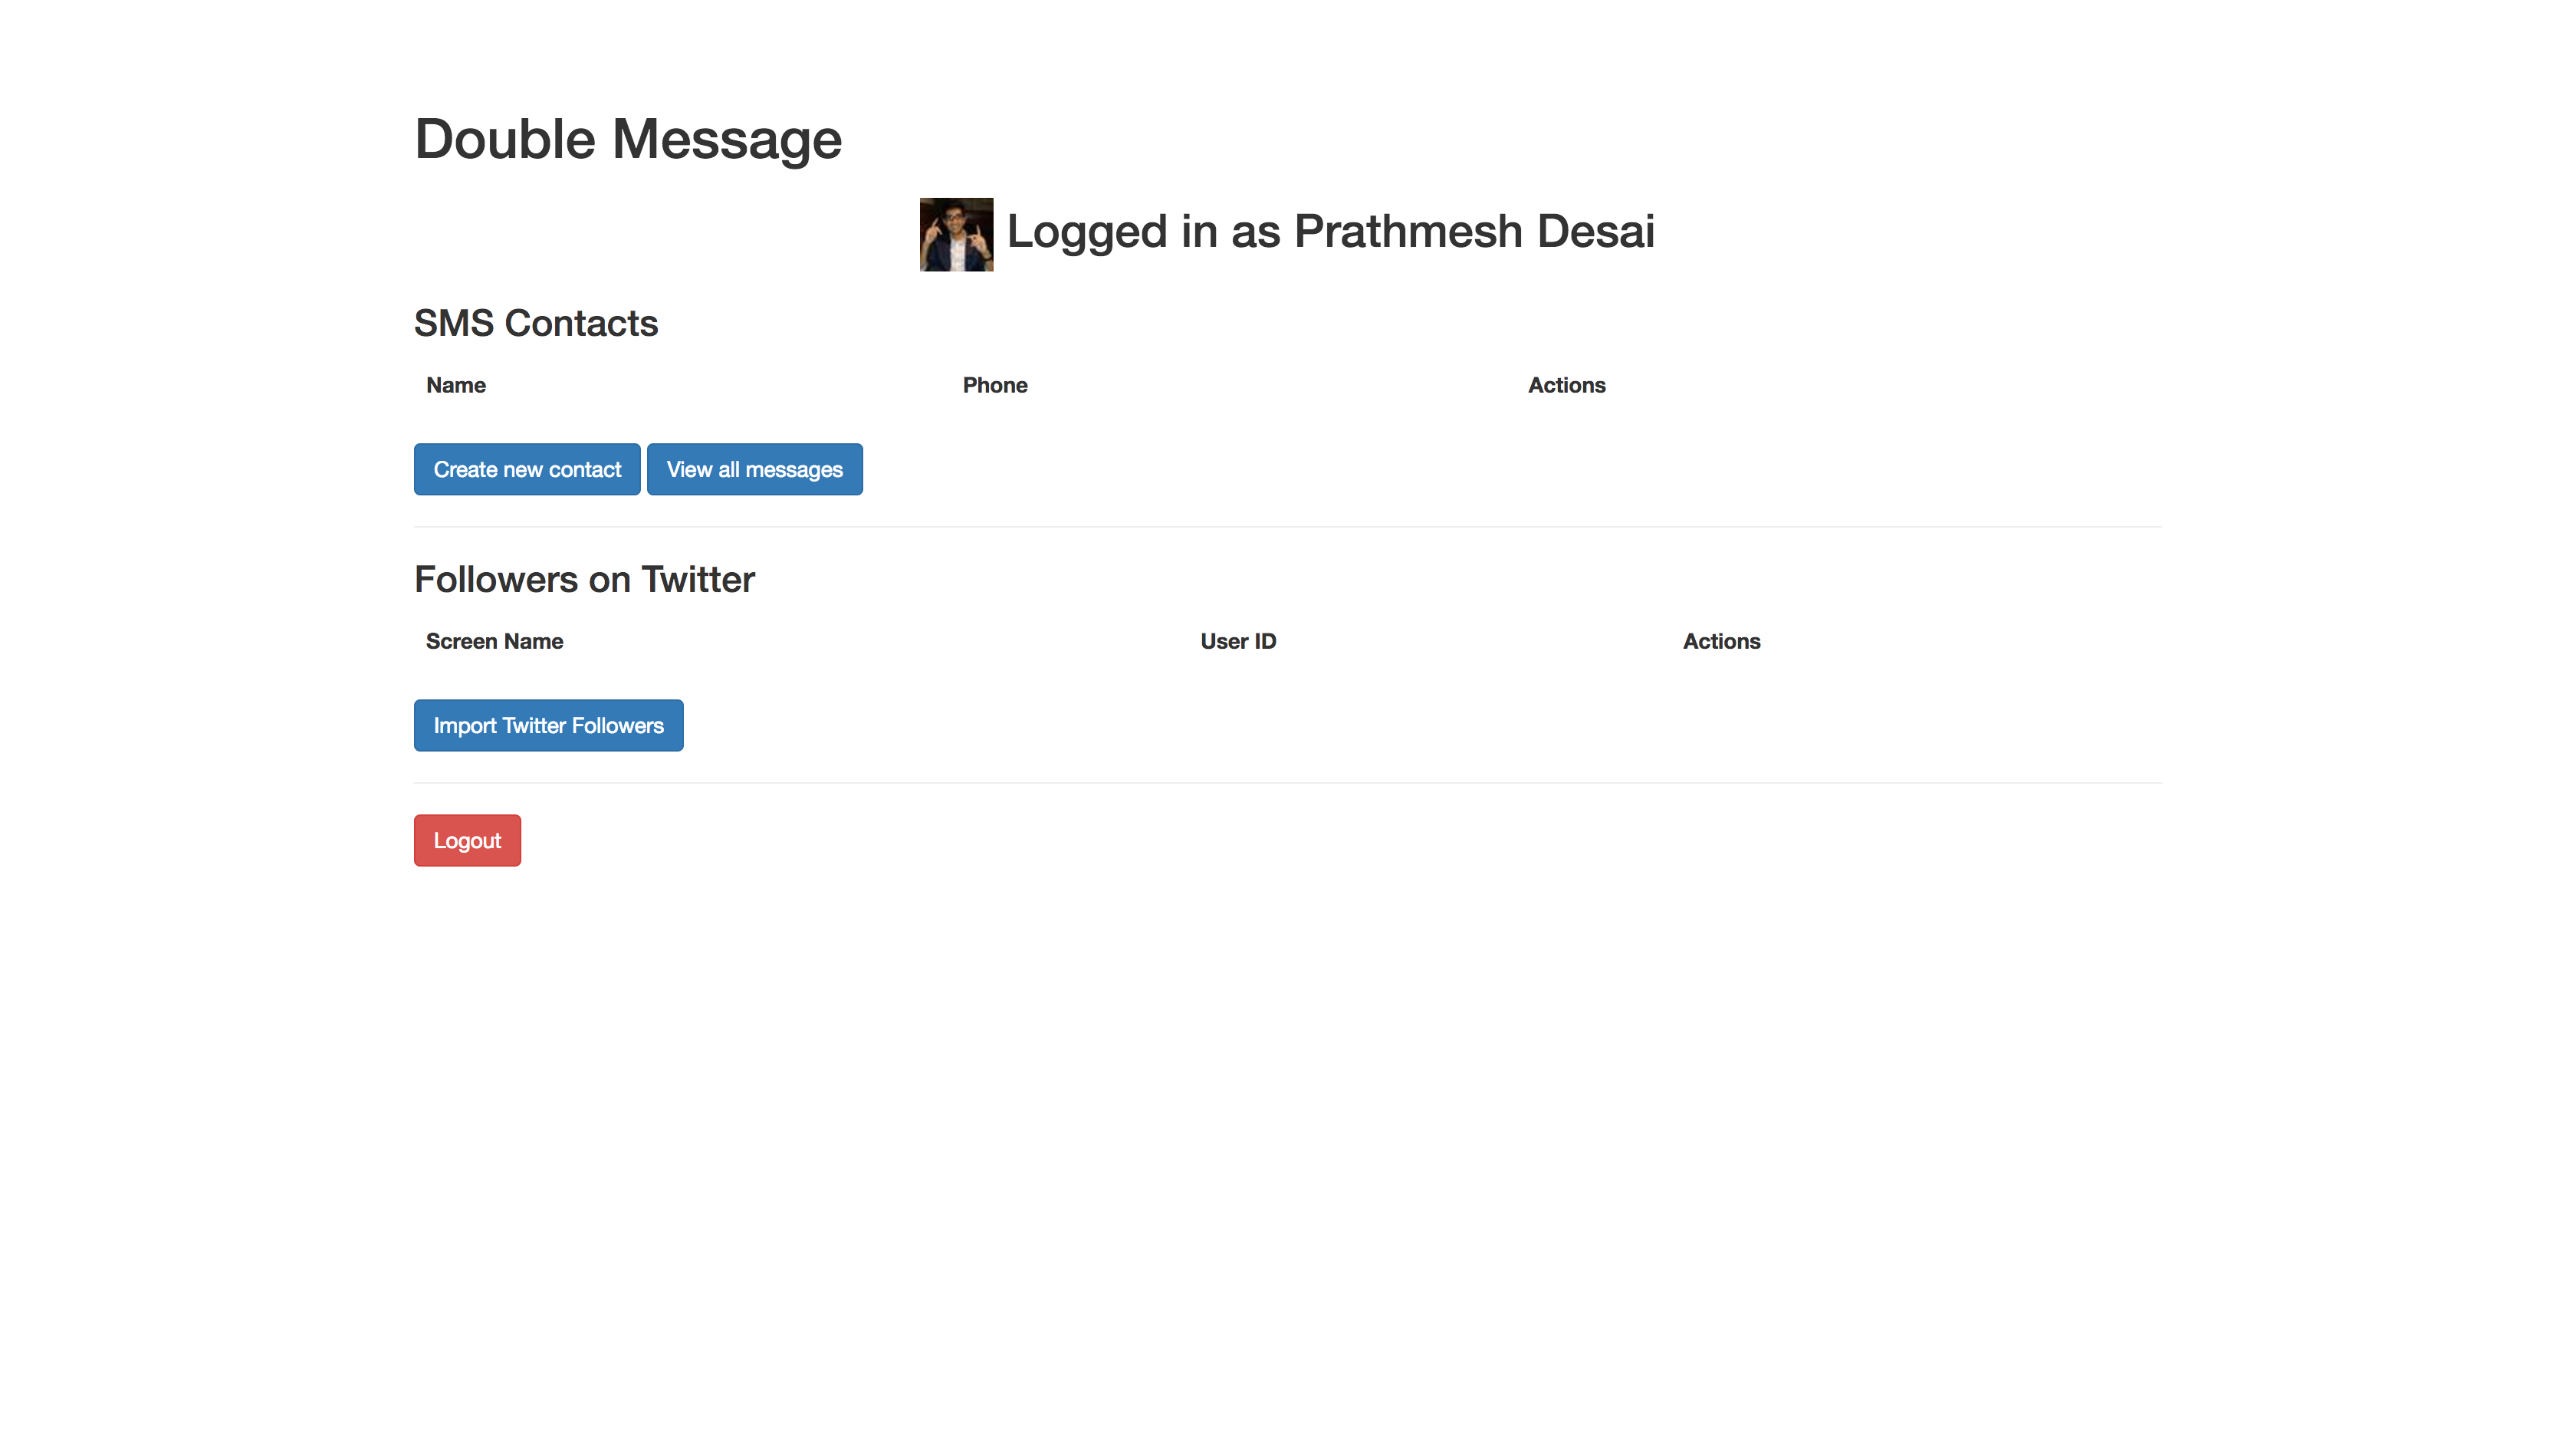 Double Message
Logged in as Prathmesh Desai
SMS Contacts
Name Phone Actions
Create new contact View all messages
Followers on Twitter
Screen Name User ID Actions
Import Twitter Followers
Logout